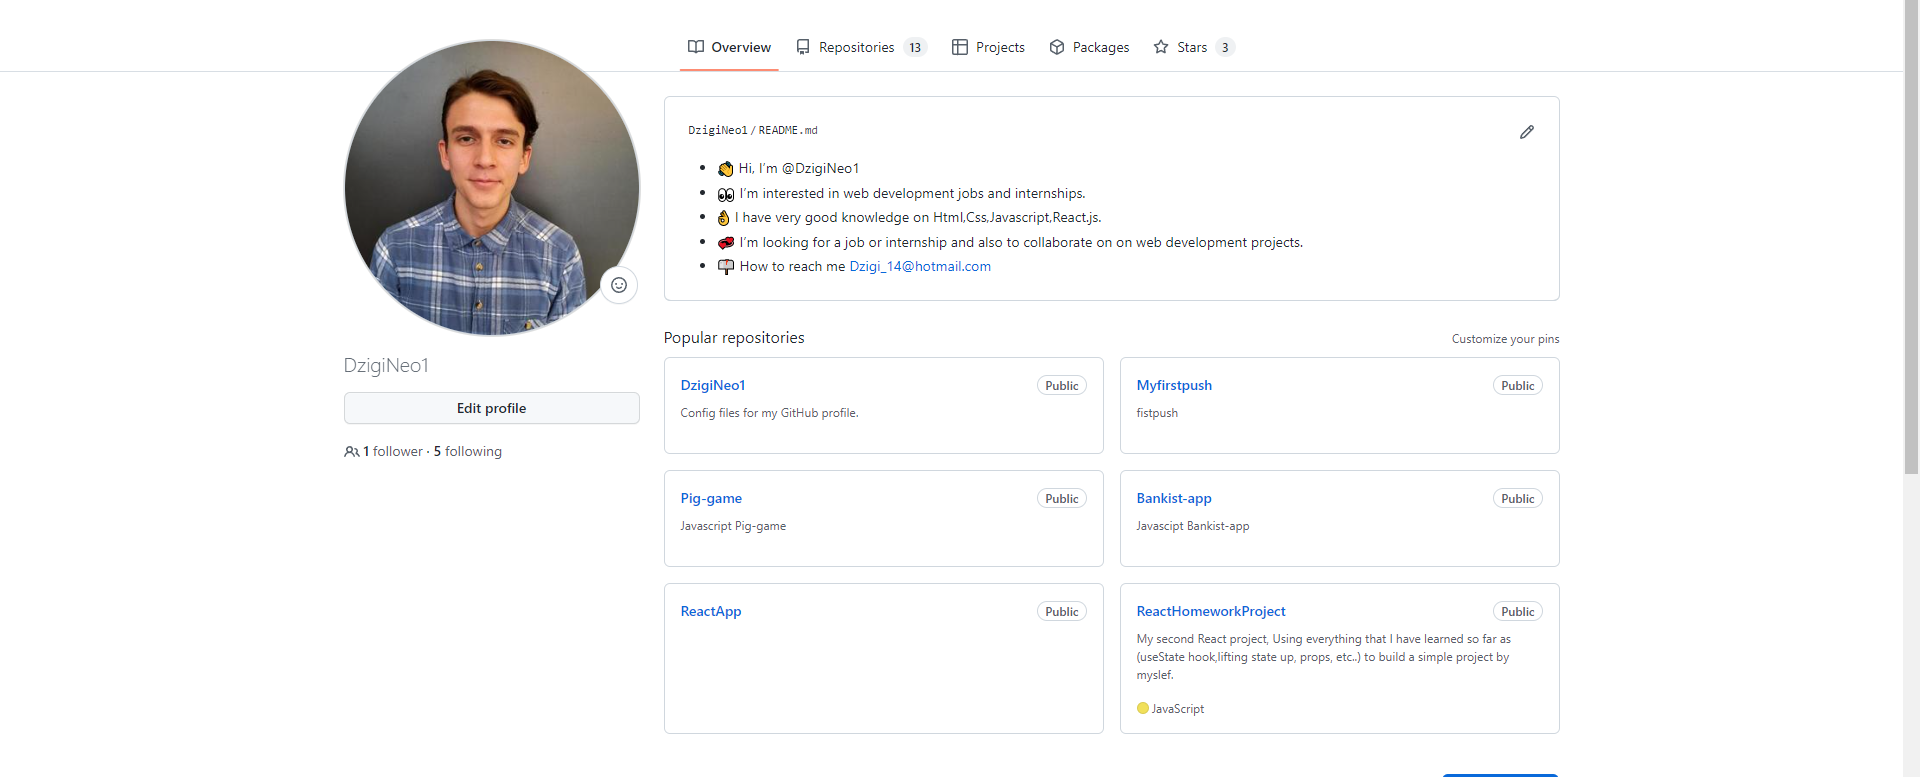 Overview Repositories 13 Projects Packages Stars 3
DzigiNeo1 / README.md
Hi, I'm @DzigiNeo1
I'm interested in web development jobs and internships.
I have very good knowledge on Html,Css,Javascript,React.js.
I'm looking for a job or internship and also to collaborate on on web development projects.
How to reach me Dzigi_14@hotmail.com
DzigiNeo1
Edit profile
1 follower · 5 following
Popular repositories Customize your pins
DzigiNeo1 Public
Config files for my GitHub profile.
Myfirstpush Public
fistpush
Pig-game Public
Javascript Pig-game
Bankist-app Public
Javascipt Bankist-app
ReactApp Public
ReactHomeworkProject Public
My second React project, Using everything that I have learned so far as
(useState hook,lifting state up, props, etc..) to build a simple project by
myslef.
JavaScript